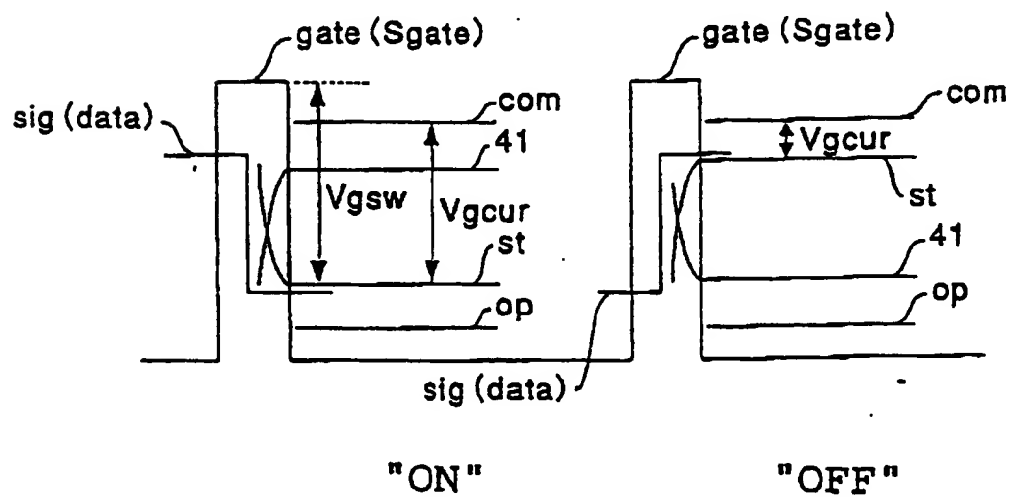 gate (Sgate)
gate (Sgate)
sig (data)
com
com
41
Vgcur
Vgsw
Vgcur
st
st
41
op
op
sig (data)
"ON"
"OFF"